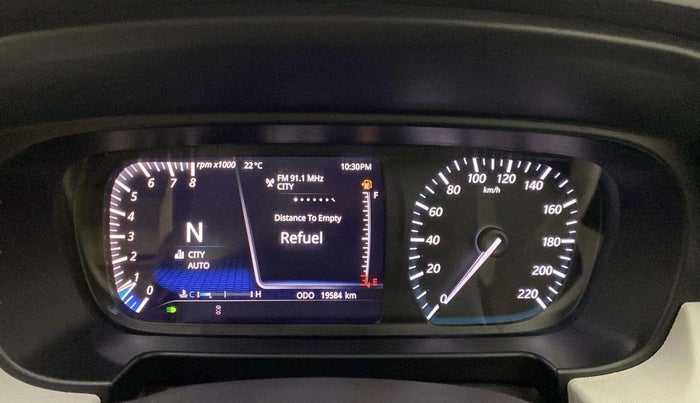 rpm x1000 22°C 10:30PM
8
7
6
5
4
3
2
1
0
FM 91.1 MHz
CITY
Distance To Empty
Refuel
N
CITY
AUTO
F
E
C H ODO 19584 km
0
20
40
60
80
100
120
140
160
180
200
220
km/h